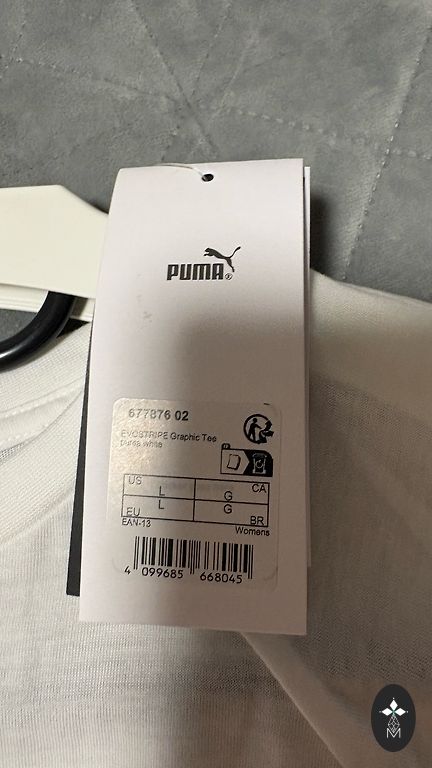 PUMA®
677876 02
EVOSTRIPE Graphic Tee
puma white
US L G CA
EU L G BR
EAN-13 Womens
4 099685 668045
M